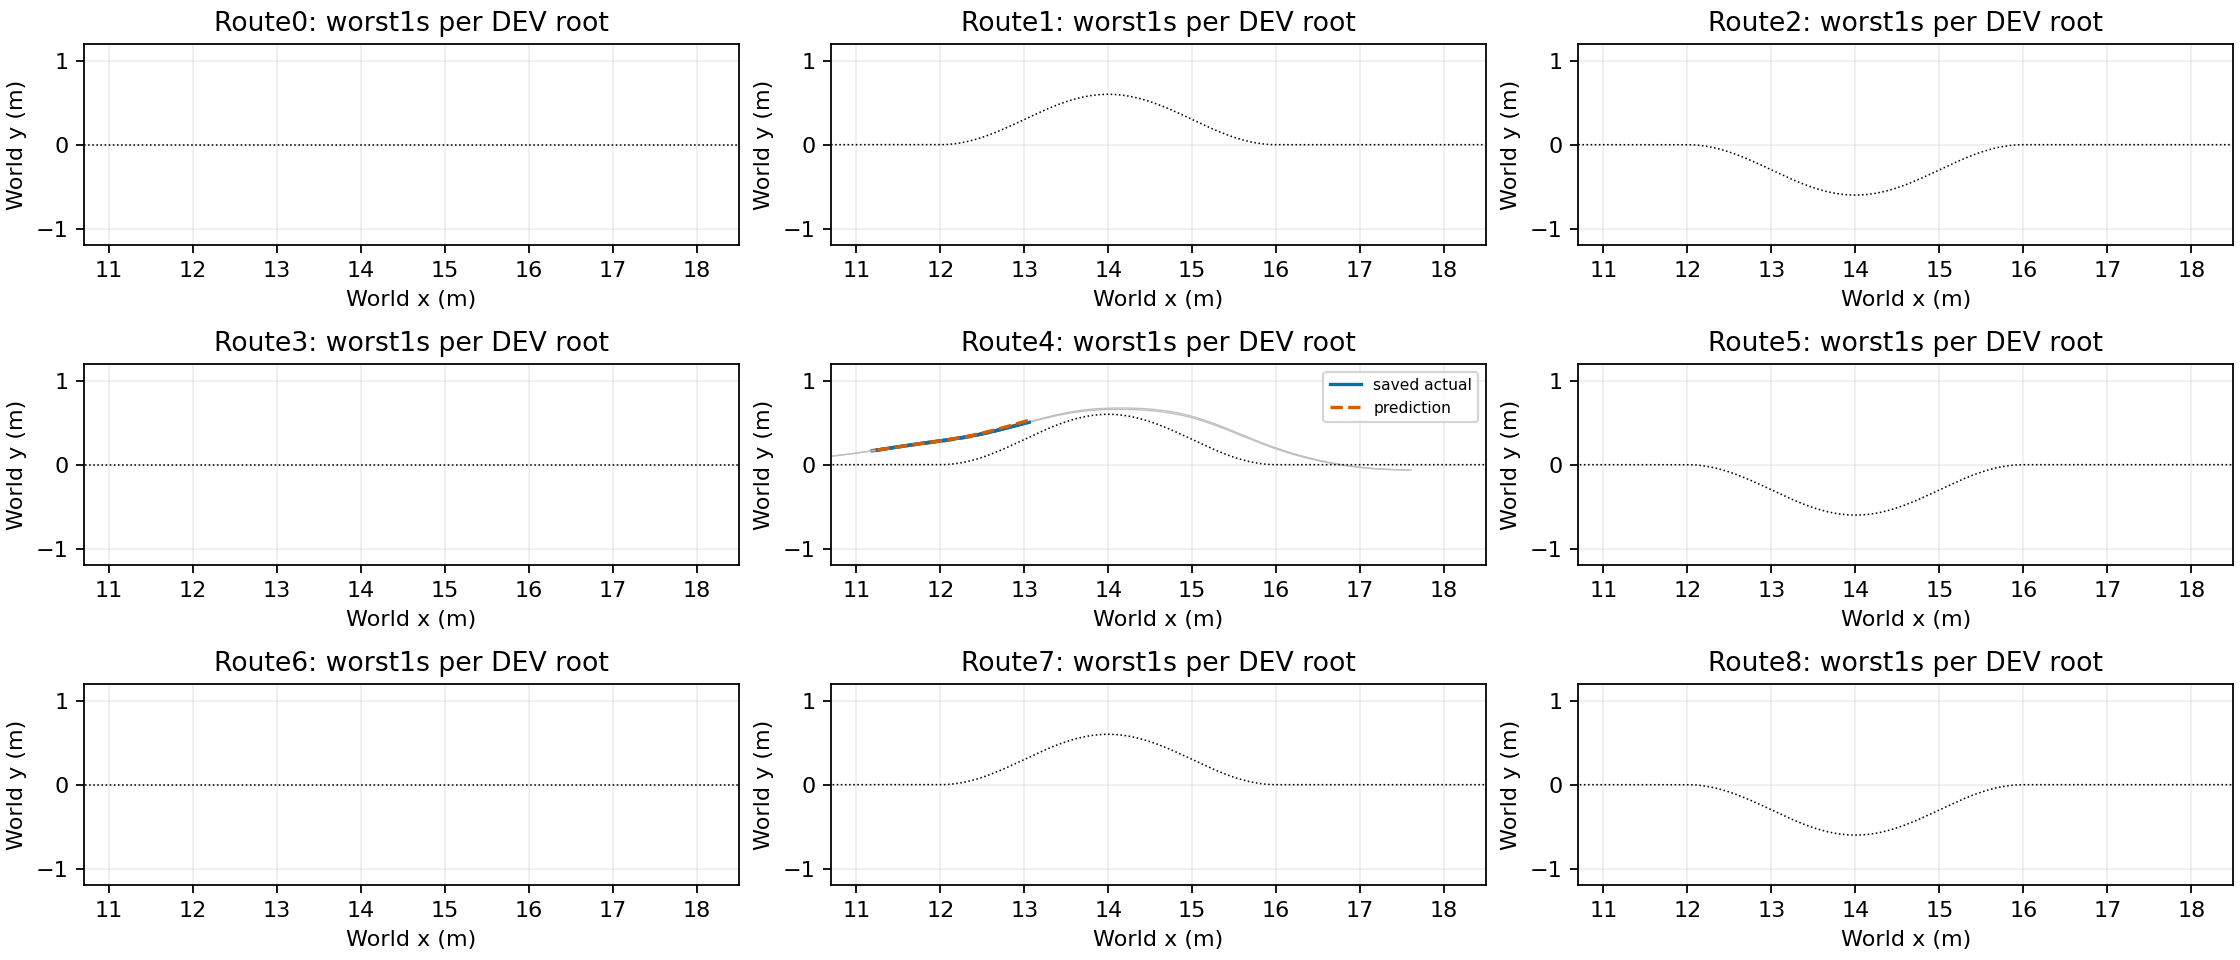 Route0: worst1s per DEV root
World y (m)
1
0
−1
11 12 13 14 15 16 17 18
World x (m)
Route1: worst1s per DEV root
World y (m)
1
0
−1
11 12 13 14 15 16 17 18
World x (m)
Route2: worst1s per DEV root
World y (m)
1
0
−1
11 12 13 14 15 16 17 18
World x (m)
Route3: worst1s per DEV root
World y (m)
1
0
−1
11 12 13 14 15 16 17 18
World x (m)
Route4: worst1s per DEV root
World y (m)
1
0
−1
saved actual
prediction
11 12 13 14 15 16 17 18
World x (m)
Route5: worst1s per DEV root
World y (m)
1
0
−1
11 12 13 14 15 16 17 18
World x (m)
Route6: worst1s per DEV root
World y (m)
1
0
−1
11 12 13 14 15 16 17 18
World x (m)
Route7: worst1s per DEV root
World y (m)
1
0
−1
11 12 13 14 15 16 17 18
World x (m)
Route8: worst1s per DEV root
World y (m)
1
0
−1
11 12 13 14 15 16 17 18
World x (m)